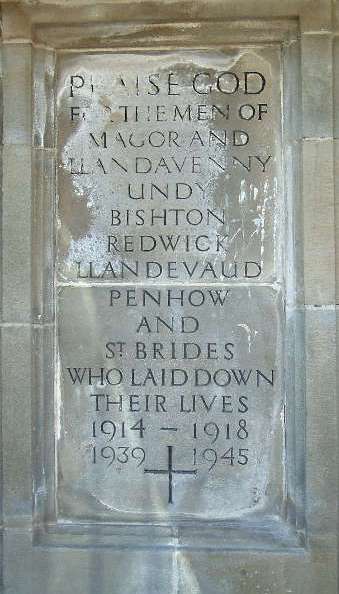 PRAISE GOD
FOR THE MEN OF
MAGOR AND
LLANDAVENNY
UNDY
BISHTON
REDWICK
LLANDEVAUD
PENHOW
AND
ST BRIDES
WHO LAID DOWN
THEIR LIVES
1914 – 1918
1939 1945